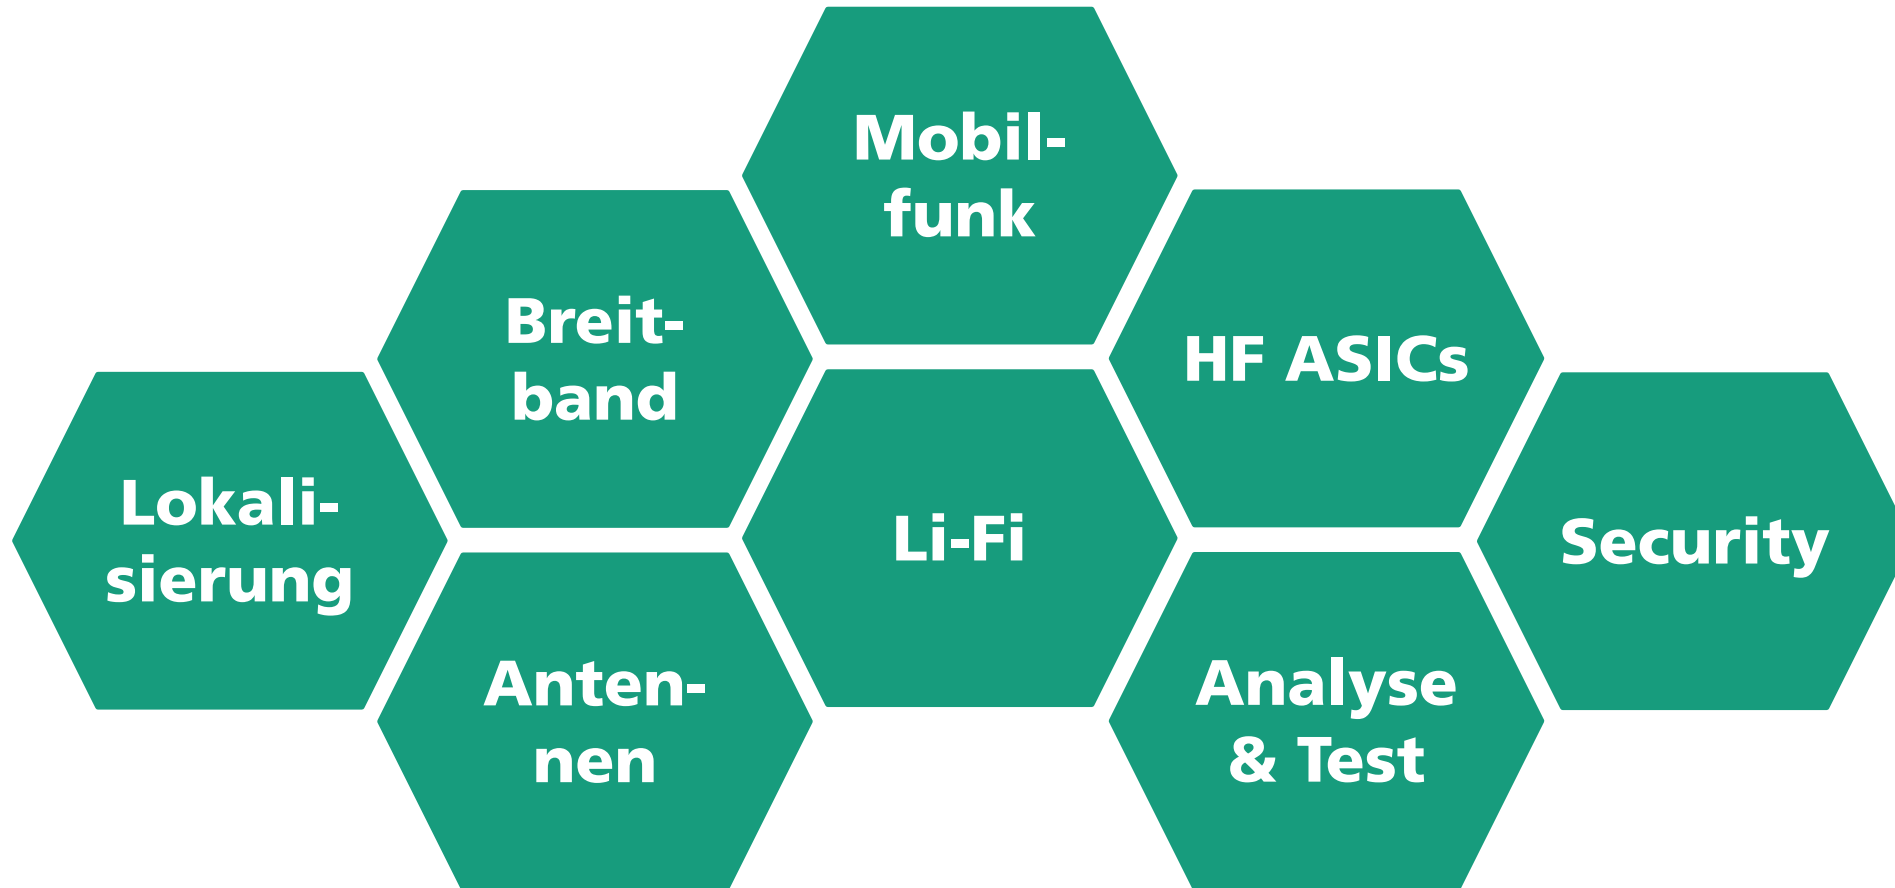 Mobil-
funk
Breit-
band
HF ASICs
Lokali-
sierung
Li-Fi
Security
Anten-
nen
Analyse
& Test